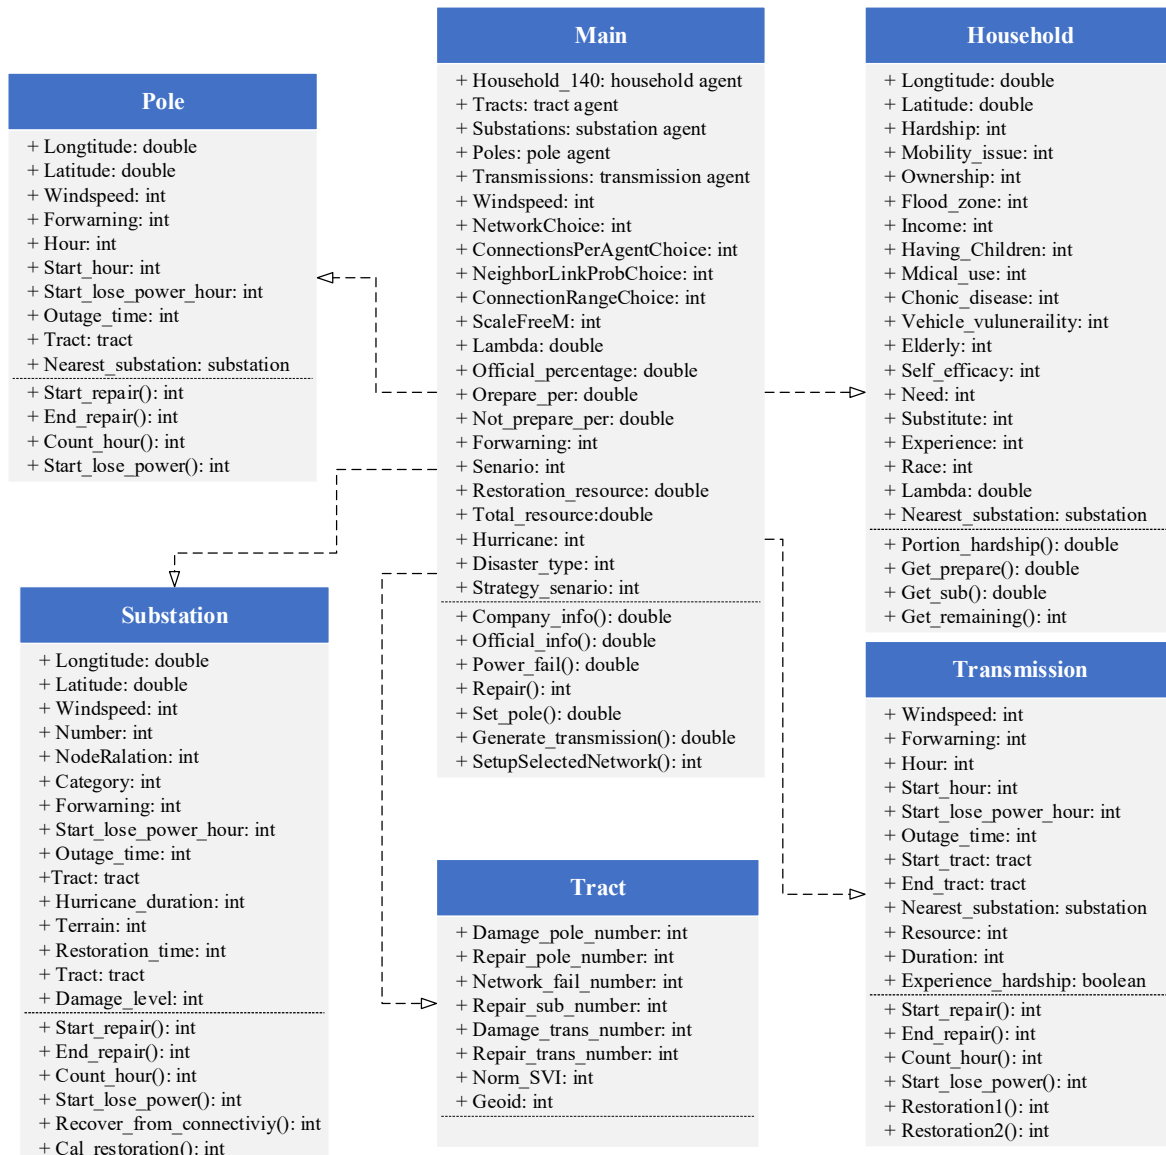 Pole
+ Longtitude: double
+ Latitude: double
+ Windspeed: int
+ Forwarning: int
+ Hour: int
+ Start_hour: int
+ Start_lose_power_hour: int
+ Outage_time: int
+ Tract: tract
+ Nearest_substation: substation
+ Start_repair(): int
+ End_repair(): int
+ Count_hour(): int
+ Start_lose_power(): int
Substation
+ Longtitude: double
+ Latitude: double
+ Windspeed: int
+ Number: int
+ NodeRalation: int
+ Category: int
+ Forwarning: int
+ Start_lose_power_hour: int
+ Outage_time: int
+Tract: tract
+ Hurricane_duration: int
+ Terrain: int
+ Restoration_time: int
+ Tract: tract
+ Damage_level: int
+ Start_repair(): int
+ End_repair(): int
+ Count_hour(): int
+ Start_lose_power(): int
+ Recover_from_connectiviy(): int
+ Cal_restoration(): int
Main
+ Household_140: household agent
+ Tracts: tract agent
+ Substations: substation agent
+ Poles: pole agent
+ Transmissions: transmission agent
+ Windspeed: int
+ NetworkChoice: int
+ ConnectionsPerAgentChoice: int
+ NeighborLinkProbChoice: int
+ ConnectionRangeChoice: int
+ ScaleFreeM: int
+ Lambda: double
+ Official_percentage: double
+ Orepare_per: double
+ Not_prepare_per: double
+ Forwarning: int
+ Senario: int
+ Restoration_resource: double
+ Total_resource:double
+ Hurricane: int
+ Disaster_type: int
+ Strategy_senario: int
+ Company_info(): double
+ Official_info(): double
+ Power_fail(): double
+ Repair(): int
+ Set_pole(): double
+ Generate_transmission(): double
+ SetupSelectedNetwork(): int
Tract
+ Damage_pole_number: int
+ Repair_pole_number: int
+ Network_fail_number: int
+ Repair_sub_number: int
+ Damage_trans_number: int
+ Repair_trans_number: int
+ Norm_SVI: int
+ Geoid: int
Household
+ Longtitude: double
+ Latitude: double
+ Hardship: int
+ Mobility_issue: int
+ Ownership: int
+ Flood_zone: int
+ Income: int
+ Having_Children: int
+ Mdical_use: int
+ Chonic_disease: int
+ Vehicle_vuluneraility: int
+ Elderly: int
+ Self_efficacy: int
+ Need: int
+ Substitute: int
+ Experience: int
+ Race: int
+ Lambda: double
+ Nearest_substation: substation
+ Portion_hardship(): double
+ Get_prepare(): double
+ Get_sub(): double
+ Get_remaining(): int
Transmission
+ Windspeed: int
+ Forwarning: int
+ Hour: int
+ Start_hour: int
+ Start_lose_power_hour: int
+ Outage_time: int
+ Start_tract: tract
+ End_tract: tract
+ Nearest_substation: substation
+ Resource: int
+ Duration: int
+ Experience_hardship: boolean
+ Start_repair(): int
+ End_repair(): int
+ Count_hour(): int
+ Start_lose_power(): int
+ Restoration1(): int
+ Restoration2(): int